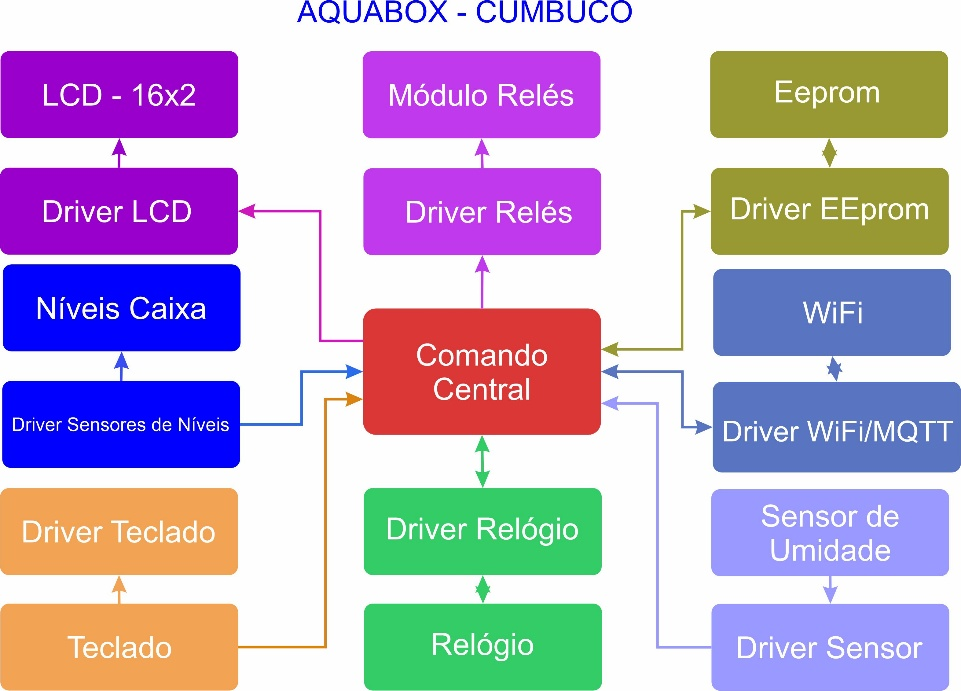 AQUABOX - CUMBUCO
LCD - 16x2
Módulo Relés
Eeprom
Driver LCD
Driver Relés
Driver EEprom
Níveis Caixa
WiFi
Comando
Central
Driver Sensores de Níveis
Driver WiFi/MQTT
Driver Teclado
Driver Relógio
Sensor de
Umidade
Teclado
Relógio
Driver Sensor